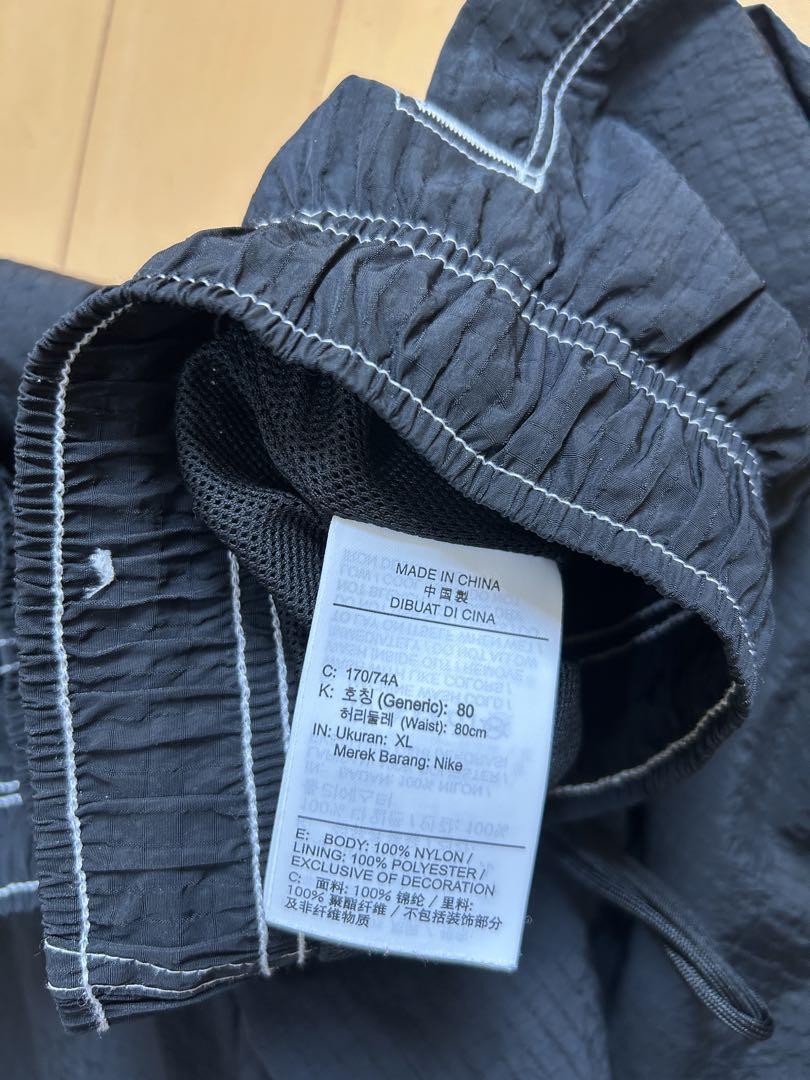 MADE IN CHINA
中国製
DIBUAT DI CINA
C: 170/74A
K: 호칭 (Generic): 80
허리둘레 (Waist): 80cm
IN: Ukuran: XL
Merek Barang: Nike
E: BODY: 100% NYLON /
LINING: 100% POLYESTER /
EXCLUSIVE OF DECORATION
C: 面料: 100% 锦纶 / 里料:
100% 聚酯纤维 / 不包括装饰部分
及非纤维物质